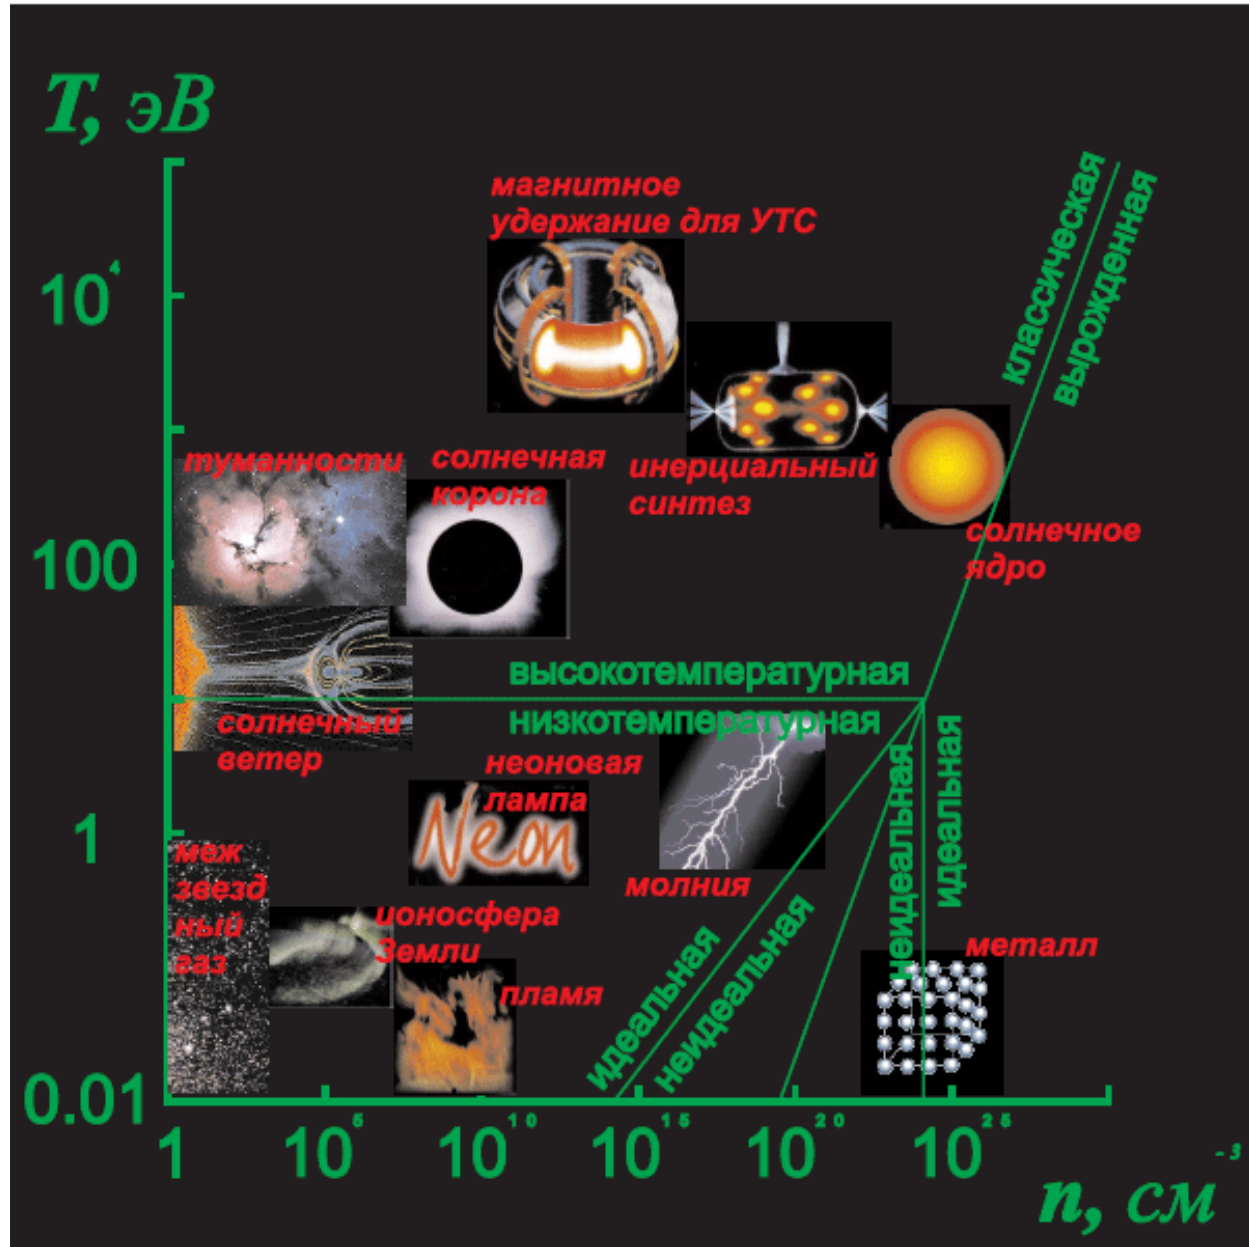 T, эВ
магнитное
удержание для УТС
классическая
вырожденная
10⁴
туманности
солнечная
корона
инерциальный
синтез
солнечное
ядро
100
высокотемпературная
низкотемпературная
солнечный
ветер
неоновая
лампа
Neon
неидеальная
идеальная
1
меж
звезд
ный
газ
молния
ионосфера
Земли
пламя
идеальная
неидеальная
металл
0.01
1
10⁵
10¹⁰
10¹⁵
10²⁰
10²⁵
n, см⁻³